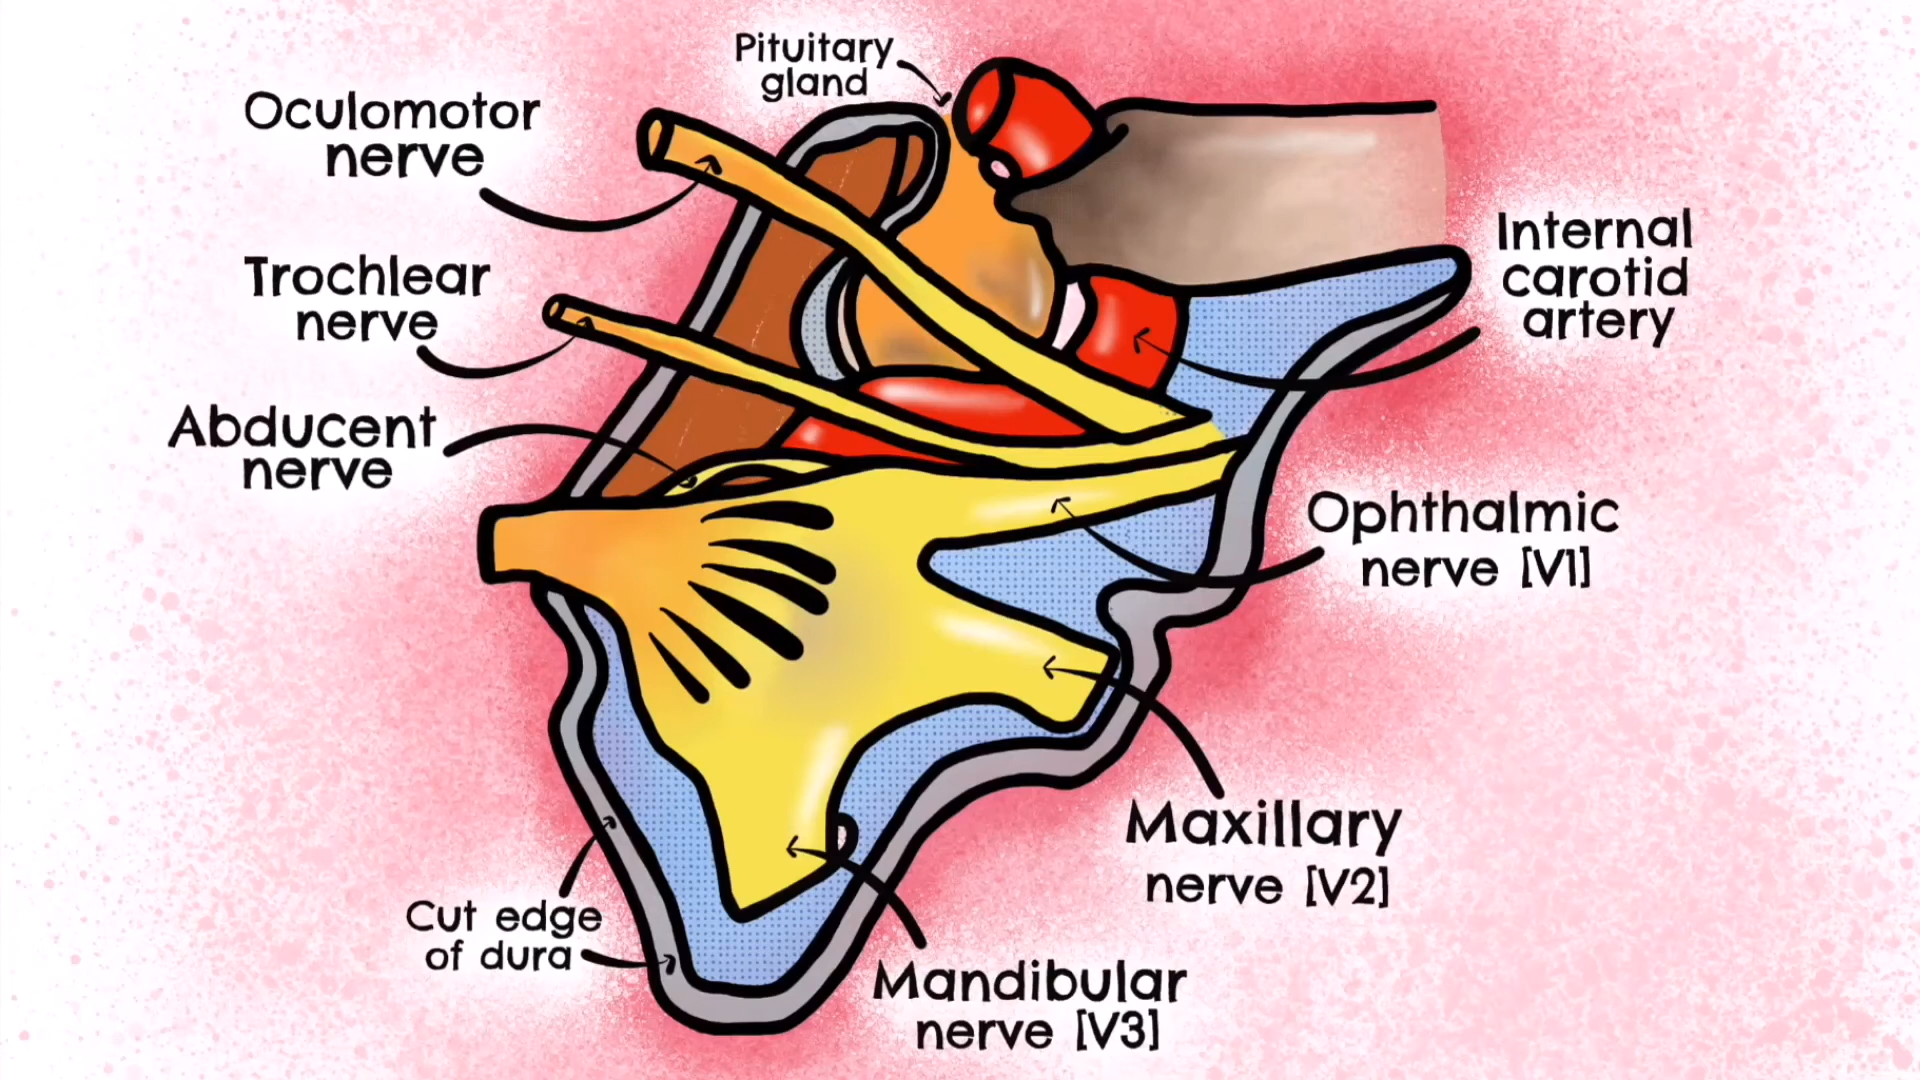 Pituitary
gland
Oculomotor
nerve
Trochlear
nerve
Internal
carotid
artery
Abducent
nerve
Ophthalmic
nerve [V1]
Maxillary
nerve [V2]
Cut edge
of dura
Mandibular
nerve [V3]